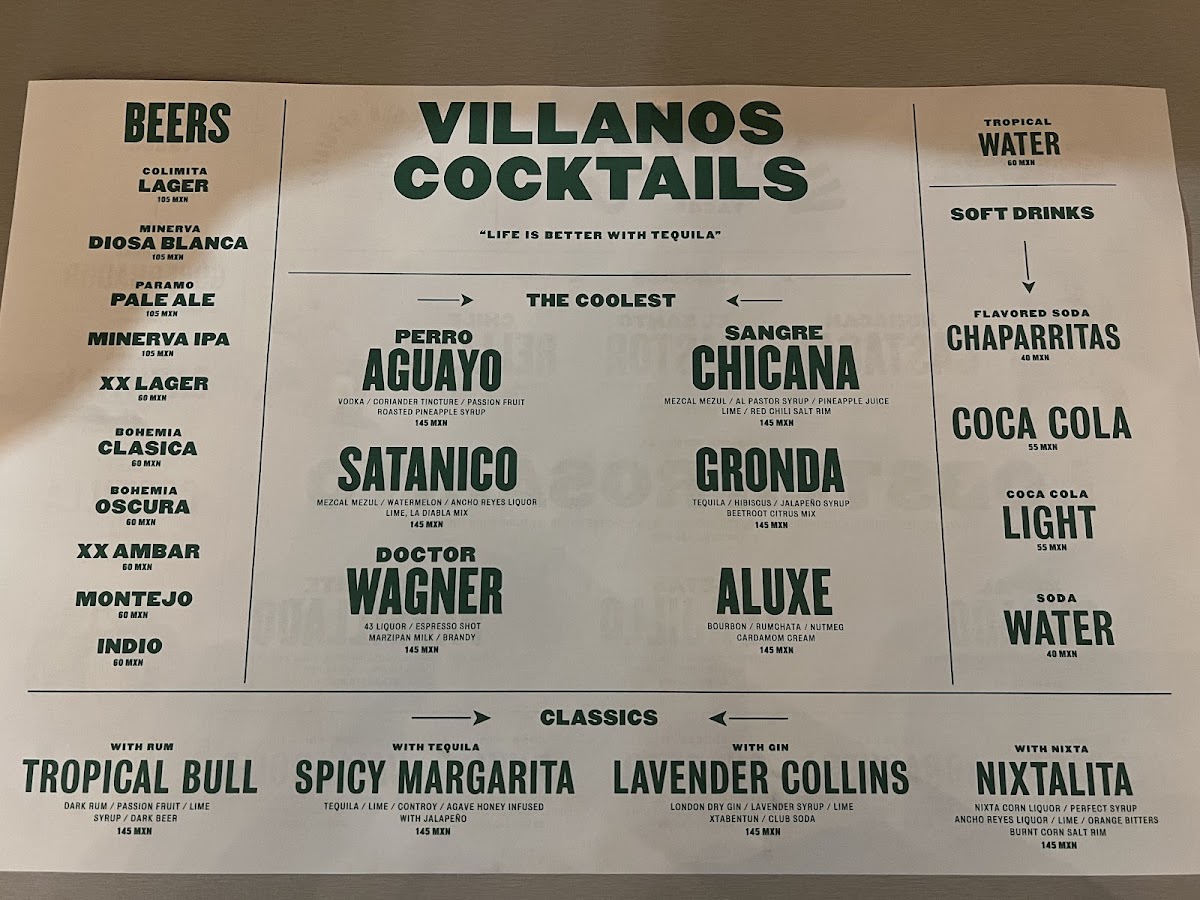 BEERS
COLIMITA
LAGER
105 MXN
MINERVA
DIOSA BLANCA
105 MXN
PARAMO
PALE ALE
105 MXN
MINERVA IPA
105 MXN
XX LAGER
60 MXN
BOHEMIA
CLASICA
60 MXN
BOHEMIA
OSCURA
60 MXN
XX AMBAR
60 MXN
MONTEJO
60 MXN
INDIO
60 MXN
VILLANOS
COCKTAILS
“LIFE IS BETTER WITH TEQUILA”
THE COOLEST
PERRO
AGUAYO
VODKA / CORIANDER TINCTURE / PASSION FRUIT
ROASTED PINEAPPLE SYRUP
145 MXN
SANGRE
CHICANA
MEZCAL MEZUL / AL PASTOR SYRUP / PINEAPPLE JUICE
LIME / RED CHILI SALT RIM
145 MXN
SATANICO
MEZCAL MEZUL / WATERMELON / ANCHO REYES LIQUOR
LIME, LA DIABLA MIX
145 MXN
GRONDA
TEQUILA / HIBISCUS / JALAPEÑO SYRUP
BEETROOT CITRUS MIX
145 MXN
DOCTOR
WAGNER
43 LIQUOR / ESPRESSO SHOT
MARZIPAN MILK / BRANDY
145 MXN
ALUXE
BOURBON / RUMCHATA / NUTMEG
CARDAMOM CREAM
145 MXN
TROPICAL
WATER
60 MXN
SOFT DRINKS
FLAVORED SODA
CHAPARRITAS
40 MXN
COCA COLA
55 MXN
COCA COLA
LIGHT
55 MXN
SODA
WATER
40 MXN
CLASSICS
WITH RUM
TROPICAL BULL
DARK RUM / PASSION FRUIT / LIME
SYRUP / DARK BEER
145 MXN
WITH TEQUILA
SPICY MARGARITA
TEQUILA / LIME / CONTROY / AGAVE HONEY INFUSED
WITH JALAPEÑO
145 MXN
WITH GIN
LAVENDER COLLINS
LONDON DRY GIN / LAVENDER SYRUP / LIME
XTABENTUN / CLUB SODA
145 MXN
WITH NIXTA
NIXTALITA
NIXTA CORN LIQUOR / PERFECT SYRUP
ANCHO REYES LIQUOR / LIME / ORANGE BITTERS
BURNT CORN SALT RIM
145 MXN